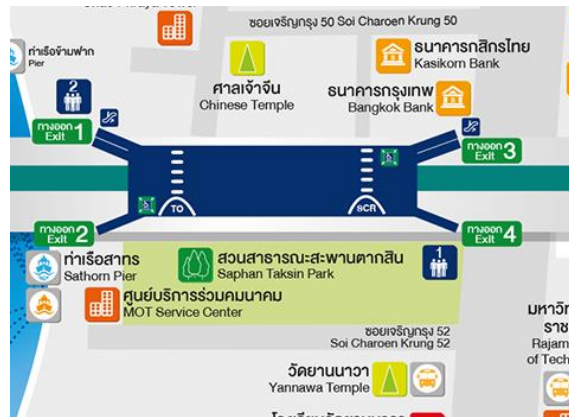 ซอยเจริญกรุง 50 Soi Charoen Krung 50
ท่าเรือข้ามฟาก
Pier
ธนาคารกสิกรไทย
Kasikorn Bank
ศาลเจ้าจีน
Chinese Temple
ธนาคารกรุงเทพ
Bangkok Bank
2
ทางออก
Exit 1
ทางออก
Exit 3
TO
SCR
ทางออก
Exit 2
ทางออก
Exit 4
ท่าเรือสาทร
Sathorn Pier
สวนสาธารณะสะพานตากสิน
Saphan Taksin Park
1
ศูนย์บริการร่วมคมนาคม
MOT Service Center
ซอยเจริญกรุง 52
Soi Charoen Krung 52
มหาวิท
ราช
Rajam
of Tech
วัดยานนาวา
Yannawa Temple